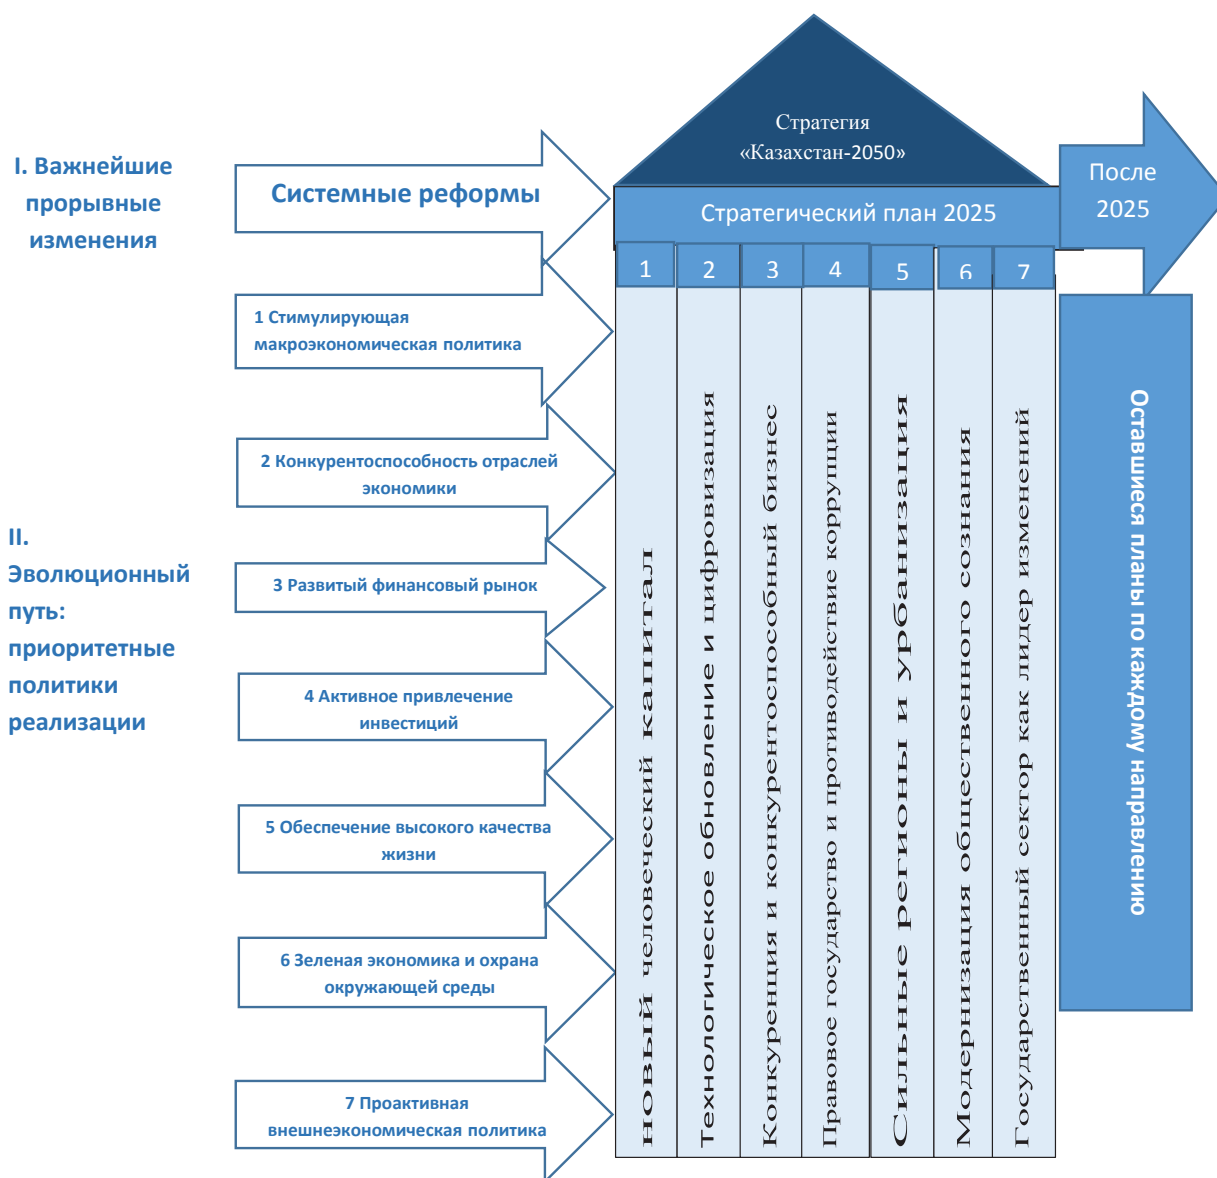 Стратегия
«Казахстан-2050»
I. Важнейшие
прорывные
изменения
Системные реформы
Стратегический план 2025
После
2025
1
2
3
4
5
6
7
1 Стимулирующая
макроэкономическая политика
2 Конкурентоспособность отраслей
экономики
II.
Эволюционный
путь:
приоритетные
политики
реализации
3 Развитый финансовый рынок
4 Активное привлечение
инвестиций
5 Обеспечение высокого качества
жизни
6 Зеленая экономика и охрана
окружающей среды
7 Проактивная
внешнеэкономическая политика
новый человеческий капитал
Технологическое обновление и цифровизация
Конкуренция и конкурентоспособный бизнес
Правовое государство и противодействие коррупции
Сильные регионы и урбанизация
Модернизация общественного сознания
Государственный сектор как лидер изменений
Оставшиеся планы по каждому направлению